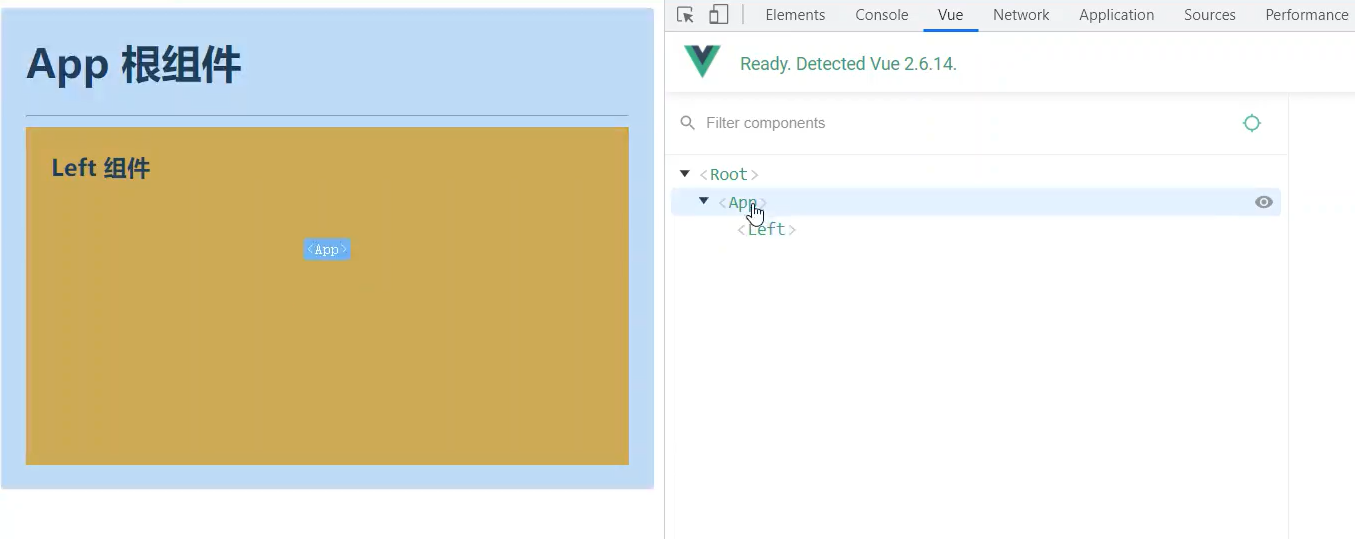 App 根组件
Left 组件
<App>
Elements Console Vue Network Application Sources Performance
Ready. Detected Vue 2.6.14.
Filter components
<Root>
<App>
<Left>